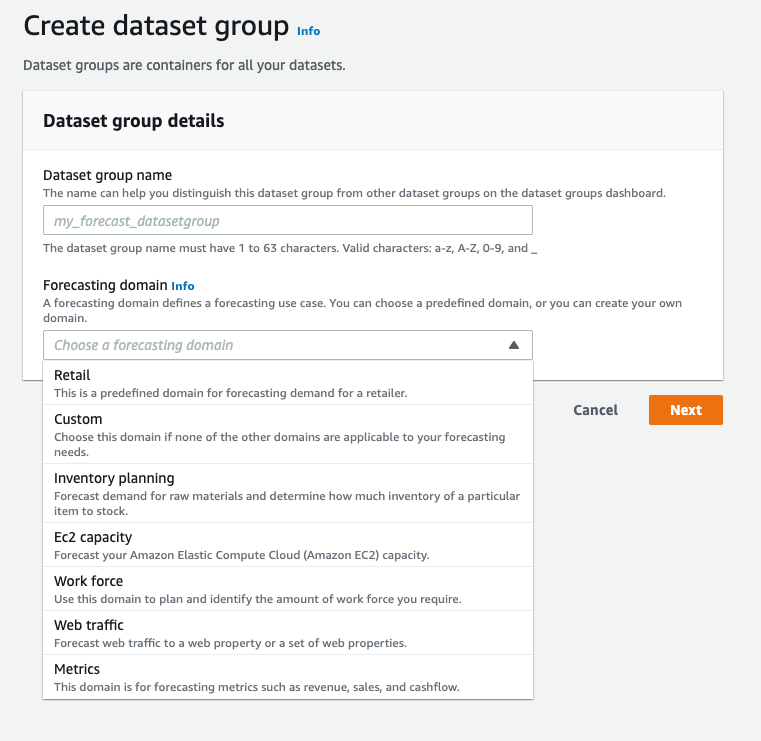 Create dataset group Info
Dataset groups are containers for all your datasets.
Dataset group details
Dataset group name
The name can help you distinguish this dataset group from other dataset groups on the dataset groups dashboard.
my_forecast_datasetgroup
The dataset group name must have 1 to 63 characters. Valid characters: a-z, A-Z, 0-9, and _
Forecasting domain Info
A forecasting domain defines a forecasting use case. You can choose a predefined domain, or you can create your own
domain.
Choose a forecasting domain
Retail
This is a predefined domain for forecasting demand for a retailer.
Custom
Choose this domain if none of the other domains are applicable to your forecasting
needs.
Inventory planning
Forecast demand for raw materials and determine how much inventory of a particular
item to stock.
Ec2 capacity
Forecast your Amazon Elastic Compute Cloud (Amazon EC2) capacity.
Work force
Use this domain to plan and identify the amount of work force you require.
Web traffic
Forecast web traffic to a web property or a set of web properties.
Metrics
This domain is for forecasting metrics such as revenue, sales, and cashflow.
Cancel
Next